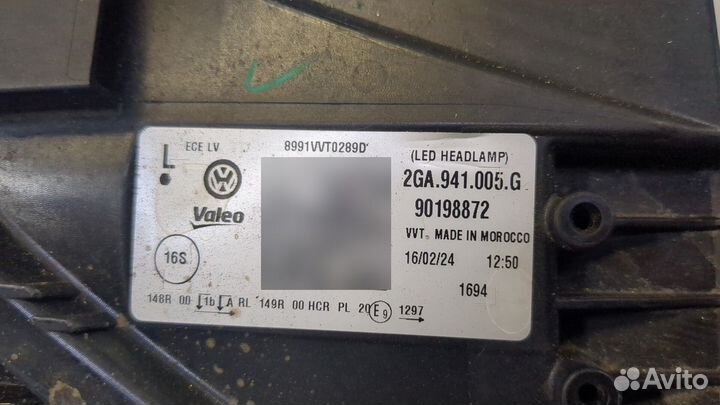 L ECE LV 8991VVT0289D
(LED HEADLAMP)
VW
2GA.941.005.G
Valeo
90198872
VVT. MADE IN MOROCCO
16S
16/02/24 12:50
1694
148R 00 1b A RL 149R 00 HCR PL 20 E9 1297
Avito